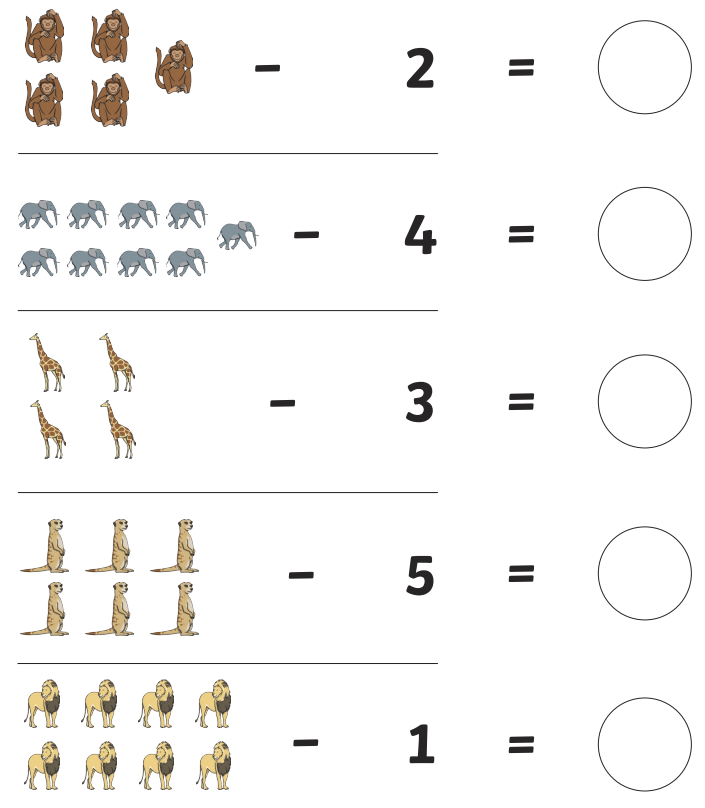 - 2 =
- 4 =
- 3 =
- 5 =
- 1 =